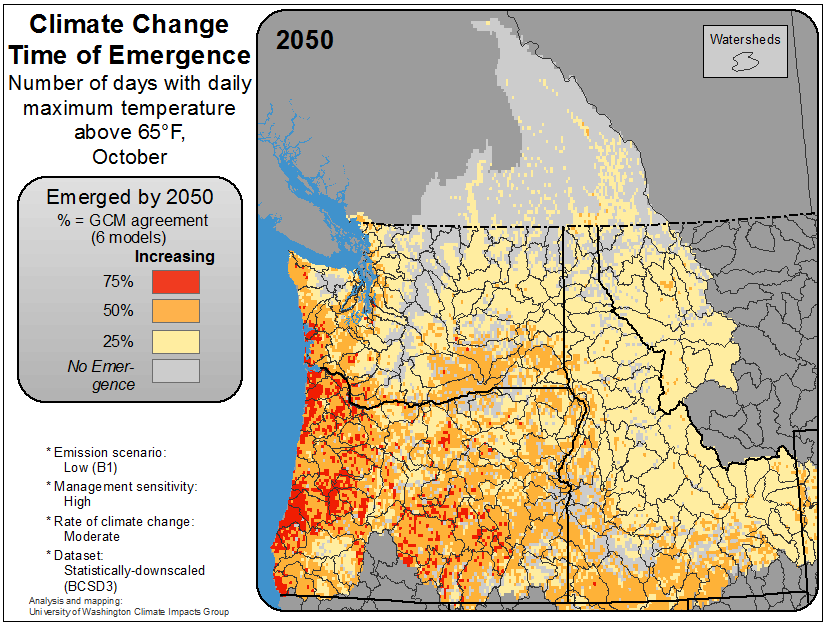 Climate Change
Time of Emergence
Number of days with daily
maximum temperature
above 65°F,
October
Emerged by 2050
% = GCM agreement
(6 models)
Increasing
75%
50%
25%
No Emer-
gence
* Emission scenario:
Low (B1)
* Management sensitivity:
High
* Rate of climate change:
Moderate
* Dataset:
Statistically-downscaled
(BCSD3)
Analysis and mapping:
University of Washington Climate Impacts Group
2050
Watersheds